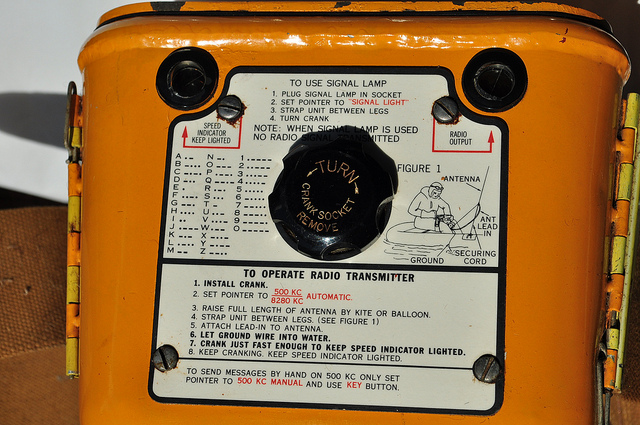 TO USE SIGNAL LAMP
1. PLUG SIGNAL LAMP IN SOCKET
2. SET POINTER TO "SIGNAL LIGHT"
3. STRAP UNIT BETWEEN LEGS
4. TURN CRANK
NOTE: WHEN SIGNAL LAMP IS USED
NO RADIO
SPEED
INDICATOR
KEEP LIGHTED
RADIO
OUTPUT
A
B
C
D
E
F
G
H
I
J
K
L
M
N
O
P
Q
R
S
T
U
V
W
X
Y
Z
1
2
3
4
5
6
7
8
9
0
TURN
CRANK SOCKET
REMOVE
FIGURE 1
ANTENNA
ANT
LEAD
IN
SECURING
CORD
GROUND
TO OPERATE RADIO TRANSMITTER
1. INSTALL CRANK.
2. SET POINTER TO 500 KC
8280 KC AUTOMATIC.
3. RAISE FULL LENGTH OF ANTENNA BY KITE OR BALLOON.
4. STRAP UNIT BETWEEN LEGS. (SEE FIGURE 1)
5. ATTACH LEAD-IN TO ANTENNA.
6. LET GROUND WIRE INTO WATER.
7. CRANK JUST FAST ENOUGH TO KEEP SPEED INDICATOR LIGHTED.
8. KEEP CRANKING. KEEP SPEED INDICATOR LIGHTED.
TO SEND MESSAGES BY HAND ON 500 KC ONLY SET
POINTER TO 500 KC MANUAL AND USE KEY BUTTON.